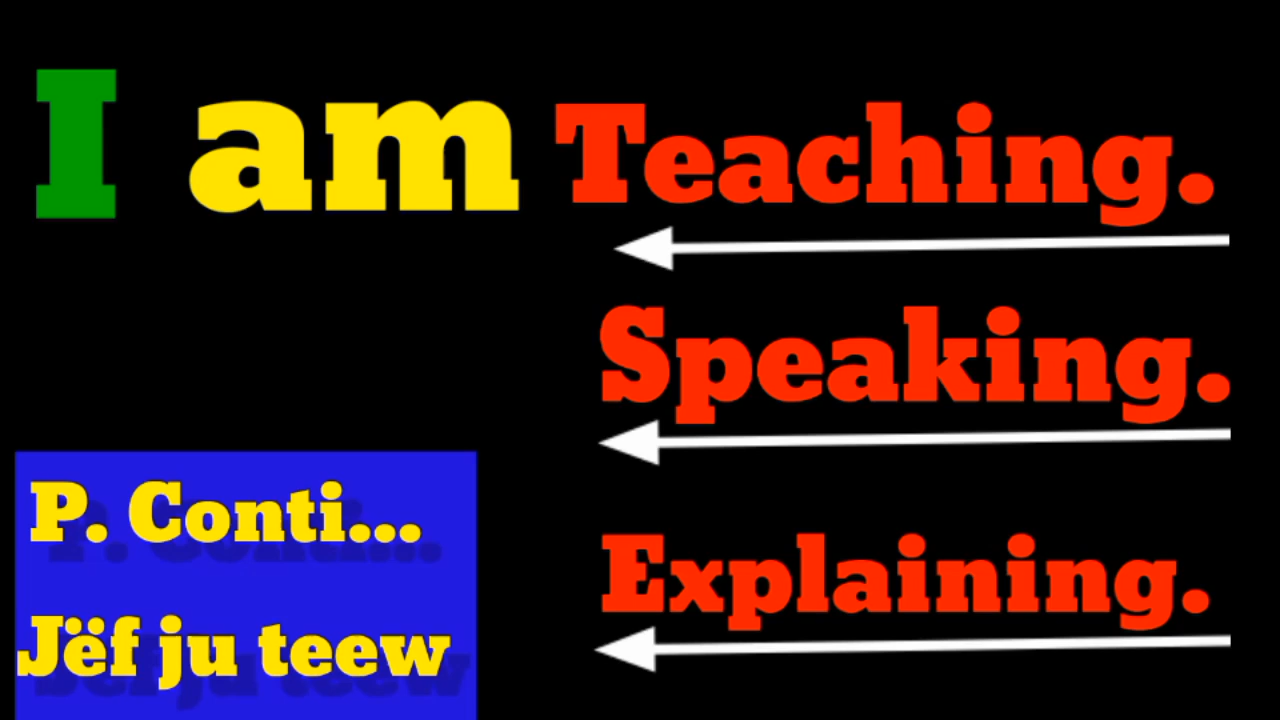 I am Teaching.
Speaking.
Explaining.
P. Conti...
Jëf ju teew